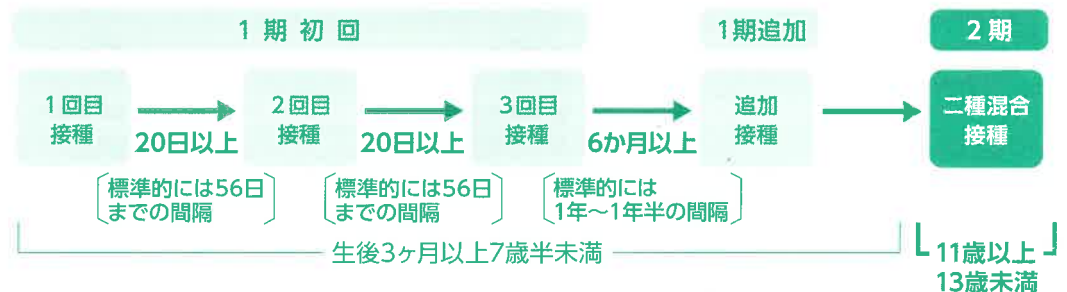 1期初回
1期追加
2期
1回目
接種
20日以上
2回目
接種
20日以上
3回目
接種
6か月以上
追加
接種
二種混合
接種
標準的には56日
までの間隔
標準的には56日
までの間隔
標準的には
1年～1年半の間隔
生後3ヶ月以上7歳半未満
11歳以上
13歳未満